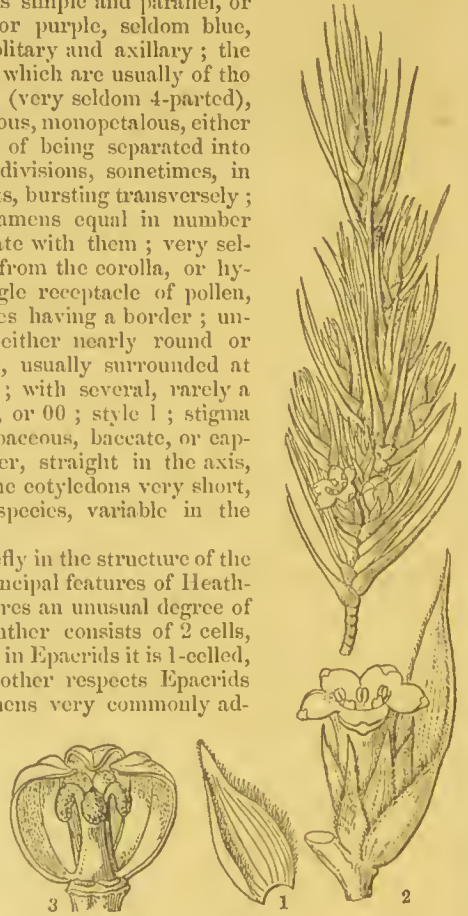 s simple and parallel, or
or purple, seldom blue,
olitary and axillary ; the
which are usually of tho
(very seldom 4-parted),
ous, monopetalous, either
of being separated into
divisions, sometimes, in
ts, bursting transversely ;
amens equal in number
ate with them ; very sel-
from the corolla, or hy-
gle receptacle of pollen,
es having a border ; un-
either nearly round or
, usually surrounded at
; with several, rarely a
, or 00 ; style 1 ; stigma
paceous, baccate, or cap-
er, straight in the axis,
he cotyledons very short,
species, variable in the
efly in the structure of the
ncipal features of Heath-
res an unusual degree of
nther consists of 2 cells,
in Epacrids it is 1-celled,
other respects Epacrids
mens very commonly ad-
3 1 2